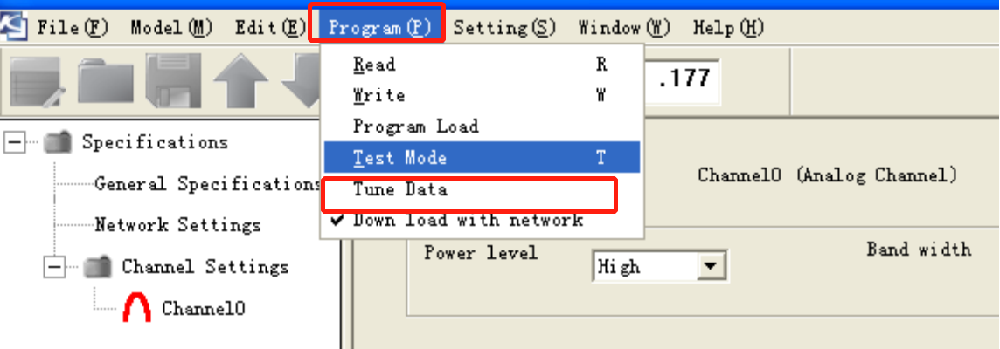 File(F) Model(M) Edit(E) Program(P) Setting(S) Window(W) Help(H)
Read R
Write W
Program Load
Test Mode T
Tune Data
Down load with network
.177
Specifications
General Specifications
Network Settings
Channel Settings
Channel0
Channel0 (Analog Channel)
Power level
High
Band width